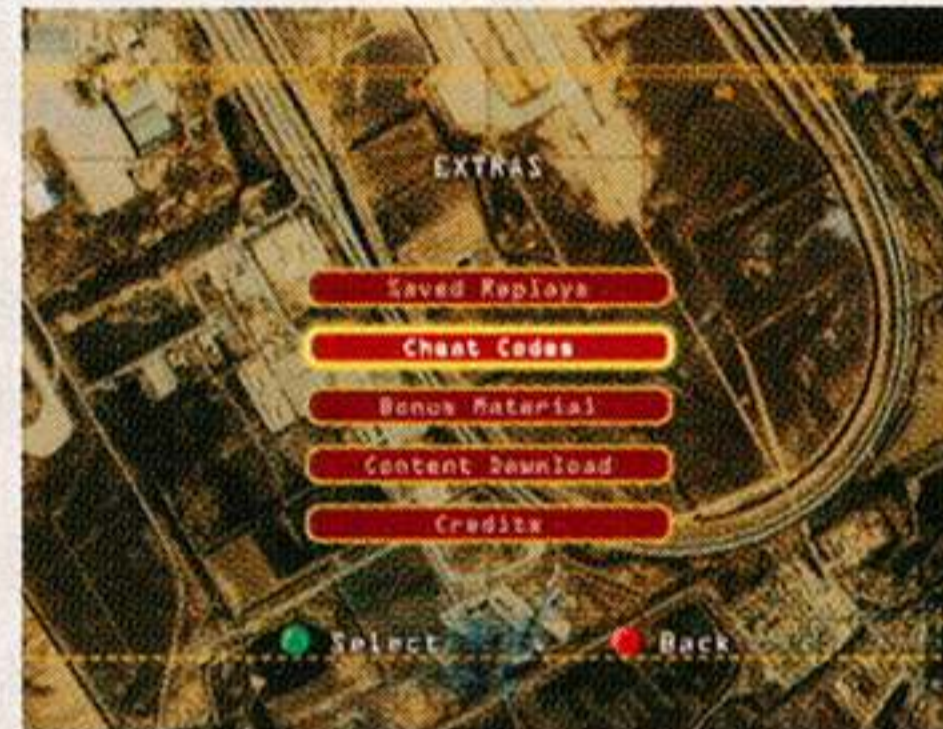 EXTRAS
Saved Replays
Cheat Codes
Bonus Material
Content Download
Credits
Select Back